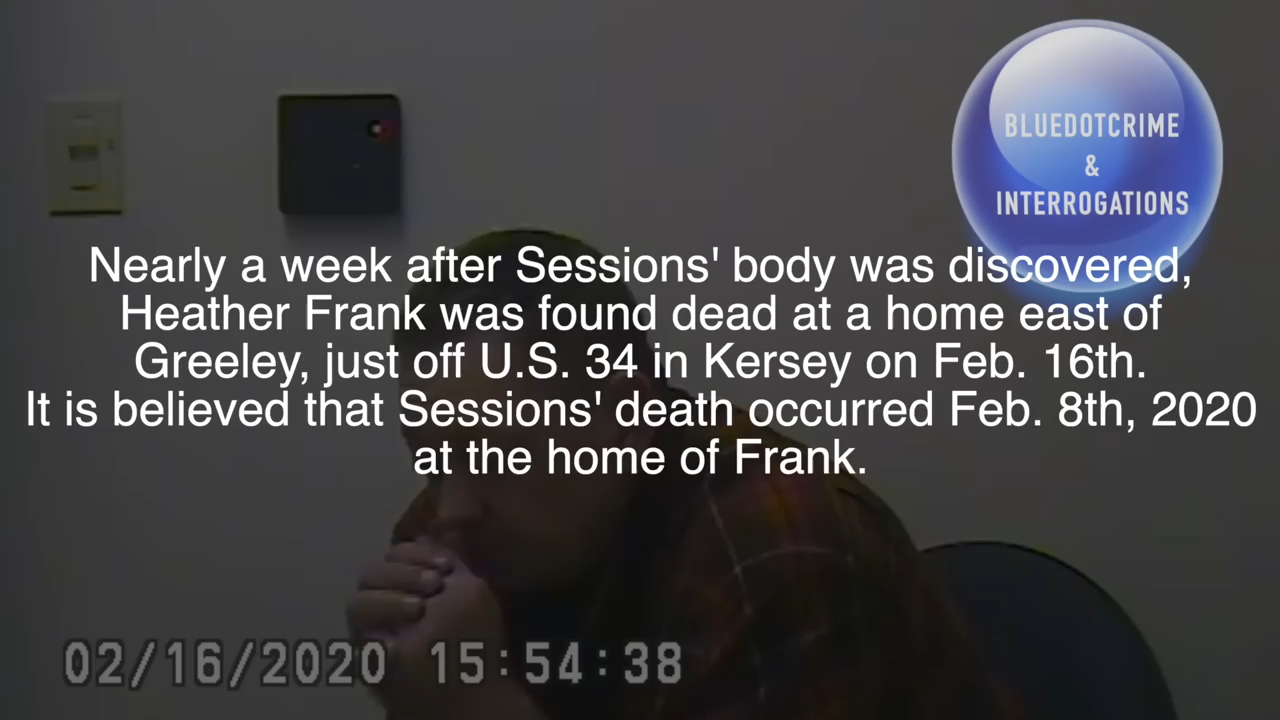 BLUEDOTCRIME
&
INTERROGATIONS
Nearly a week after Sessions' body was discovered,
Heather Frank was found dead at a home east of
Greeley, just off U.S. 34 in Kersey on Feb. 16th.
It is believed that Sessions' death occurred Feb. 8th, 2020
at the home of Frank.
02/16/2020 15:54:38